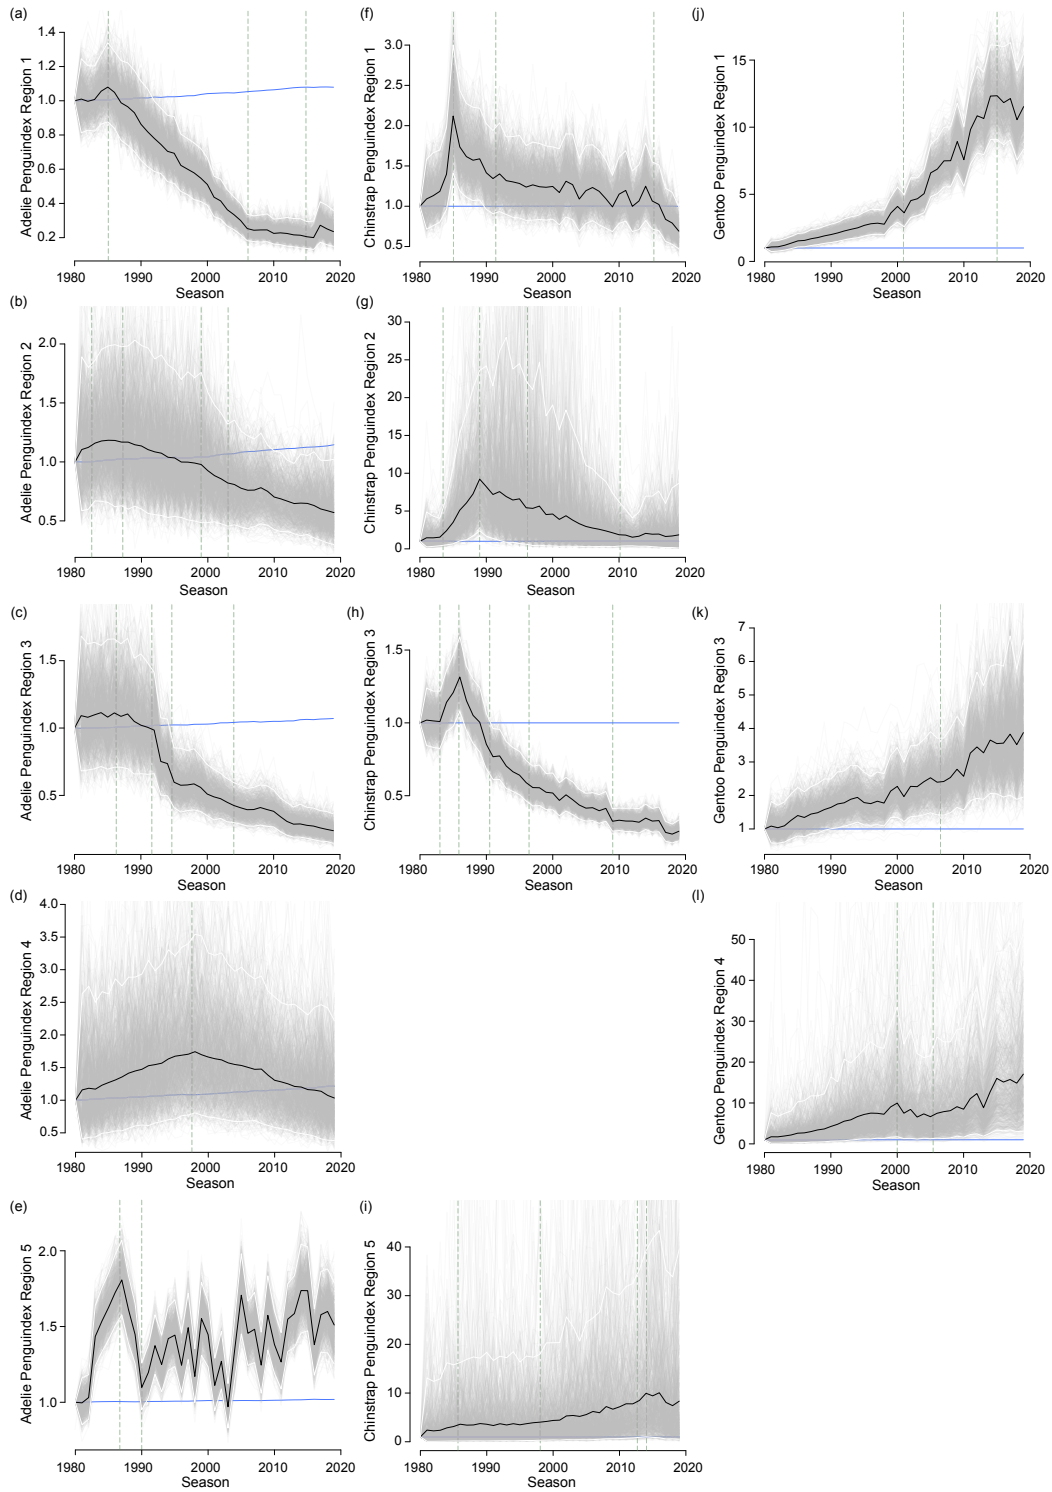 (a)
Adelie Penguindex Region 1
1.4
1.2
1.0
0.8
0.6
0.4
0.2
1980 1990 2000 2010 2020
Season
(f)
Chinstrap Penguindex Region 1
3.0
2.5
2.0
1.5
1.0
0.5
1980 1990 2000 2010 2020
Season
(j)
Gentoo Penguindex Region 1
15
10
5
0
1980 1990 2000 2010 2020
Season
(b)
Adelie Penguindex Region 2
2.0
1.5
1.0
0.5
1980 1990 2000 2010 2020
Season
(g)
Chinstrap Penguindex Region 2
30
25
20
15
10
5
0
1980 1990 2000 2010 2020
Season
(c)
Adelie Penguindex Region 3
1.5
1.0
0.5
1980 1990 2000 2010 2020
Season
(h)
Chinstrap Penguindex Region 3
1.5
1.0
0.5
1980 1990 2000 2010 2020
Season
(k)
Gentoo Penguindex Region 3
7
6
5
4
3
2
1
1980 1990 2000 2010 2020
Season
(d)
Adelie Penguindex Region 4
4.0
3.5
3.0
2.5
2.0
1.5
1.0
0.5
1980 1990 2000 2010 2020
Season
(l)
Gentoo Penguindex Region 4
50
40
30
20
10
0
1980 1990 2000 2010 2020
Season
(e)
Adelie Penguindex Region 5
2.0
1.5
1.0
1980 1990 2000 2010 2020
Season
(i)
Chinstrap Penguindex Region 5
40
30
20
10
0
1980 1990 2000 2010 2020
Season